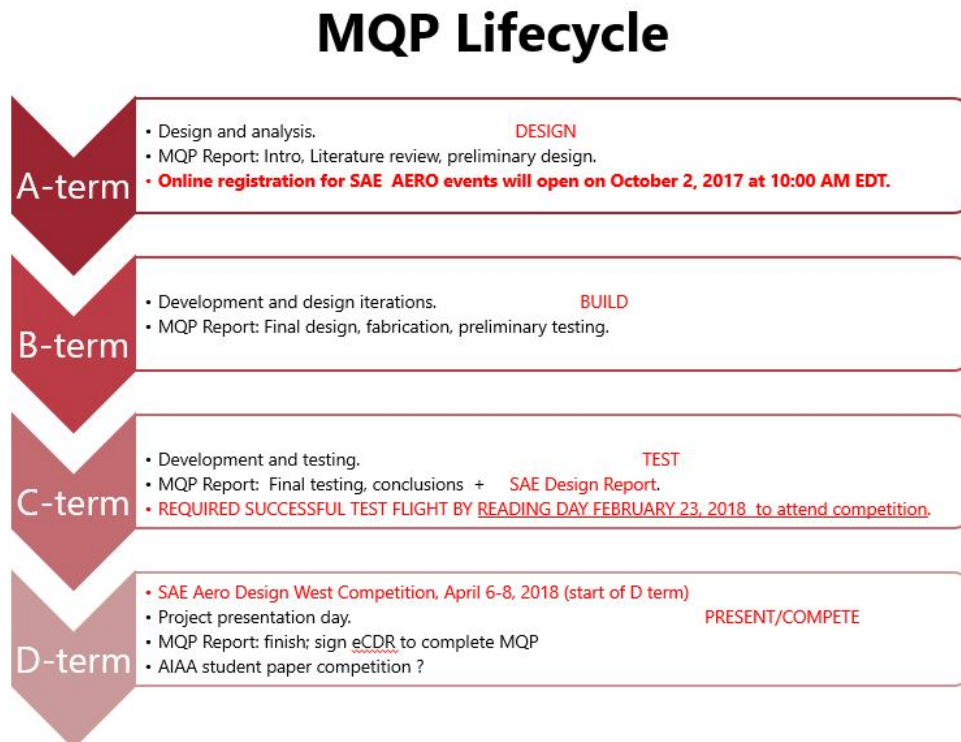 MQP Lifecycle
A-term
• Design and analysis. DESIGN
• MQP Report: Intro, Literature review, preliminary design.
• Online registration for SAE  AERO events will open on October 2, 2017 at 10:00 AM EDT.
B-term
• Development and design iterations. BUILD
• MQP Report: Final design, fabrication, preliminary testing.
C-term
• Development and testing. TEST
• MQP Report:  Final testing, conclusions  +  SAE Design Report.
• REQUIRED SUCCESSFUL TEST FLIGHT BY READING DAY FEBRUARY 23, 2018  to attend competition.
D-term
• SAE Aero Design West Competition, April 6-8, 2018 (start of D term)
• Project presentation day. PRESENT/COMPETE
• MQP Report: finish; sign eCDR to complete MQP
• AIAA student paper competition ?